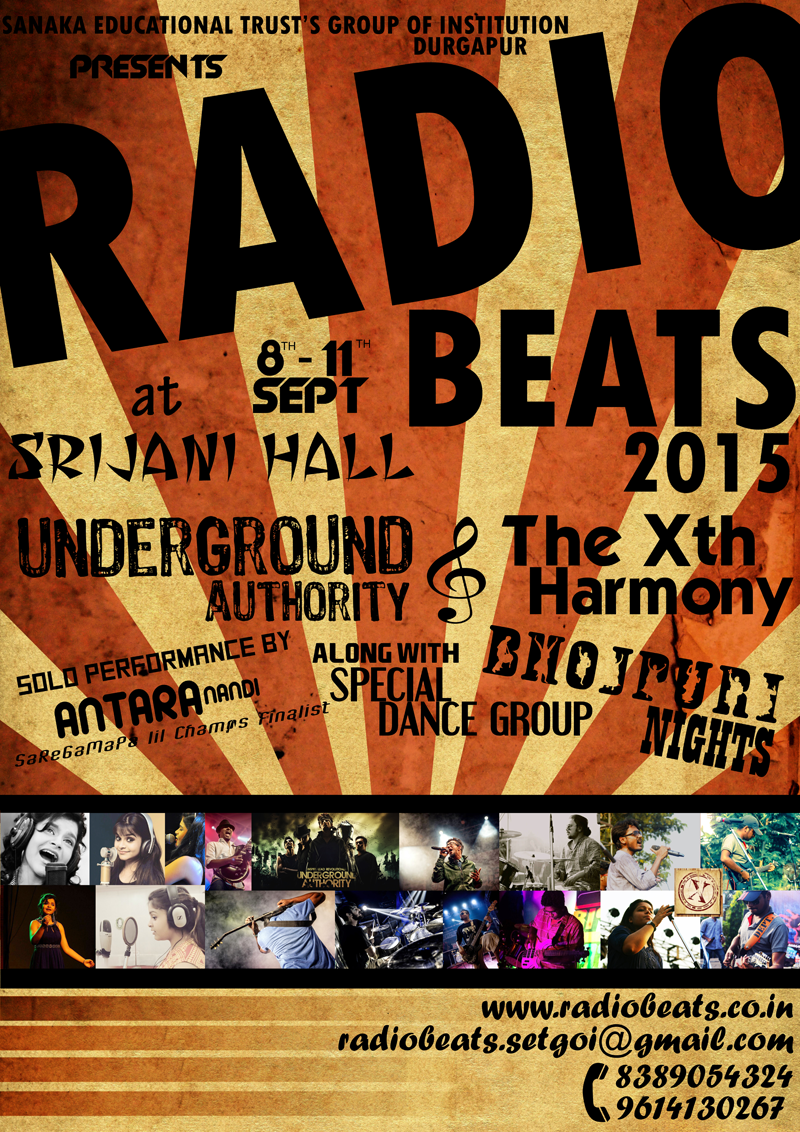 SANAKA EDUCATIONAL TRUST'S GROUP OF INSTITUTION
DURGAPUR
PRESENTS
RADIO
BEATS
2015
8TH - 11TH
SEPT
at
SRIJANI HALL
UNDERGROUND
AUTHORITY
The Xth
Harmony
SOLO PERFORMANCE BY
ANTARA NANDI
SaReGaMaPa lil Champs Finalist
ALONG WITH
SPECIAL
DANCE GROUP
BHOJPURI
NIGHTS
UNDERGROUND
AUTHORITY
X
www.radiobeats.co.in
radiobeats.setgoi@gmail.com
8389054324
9614130267